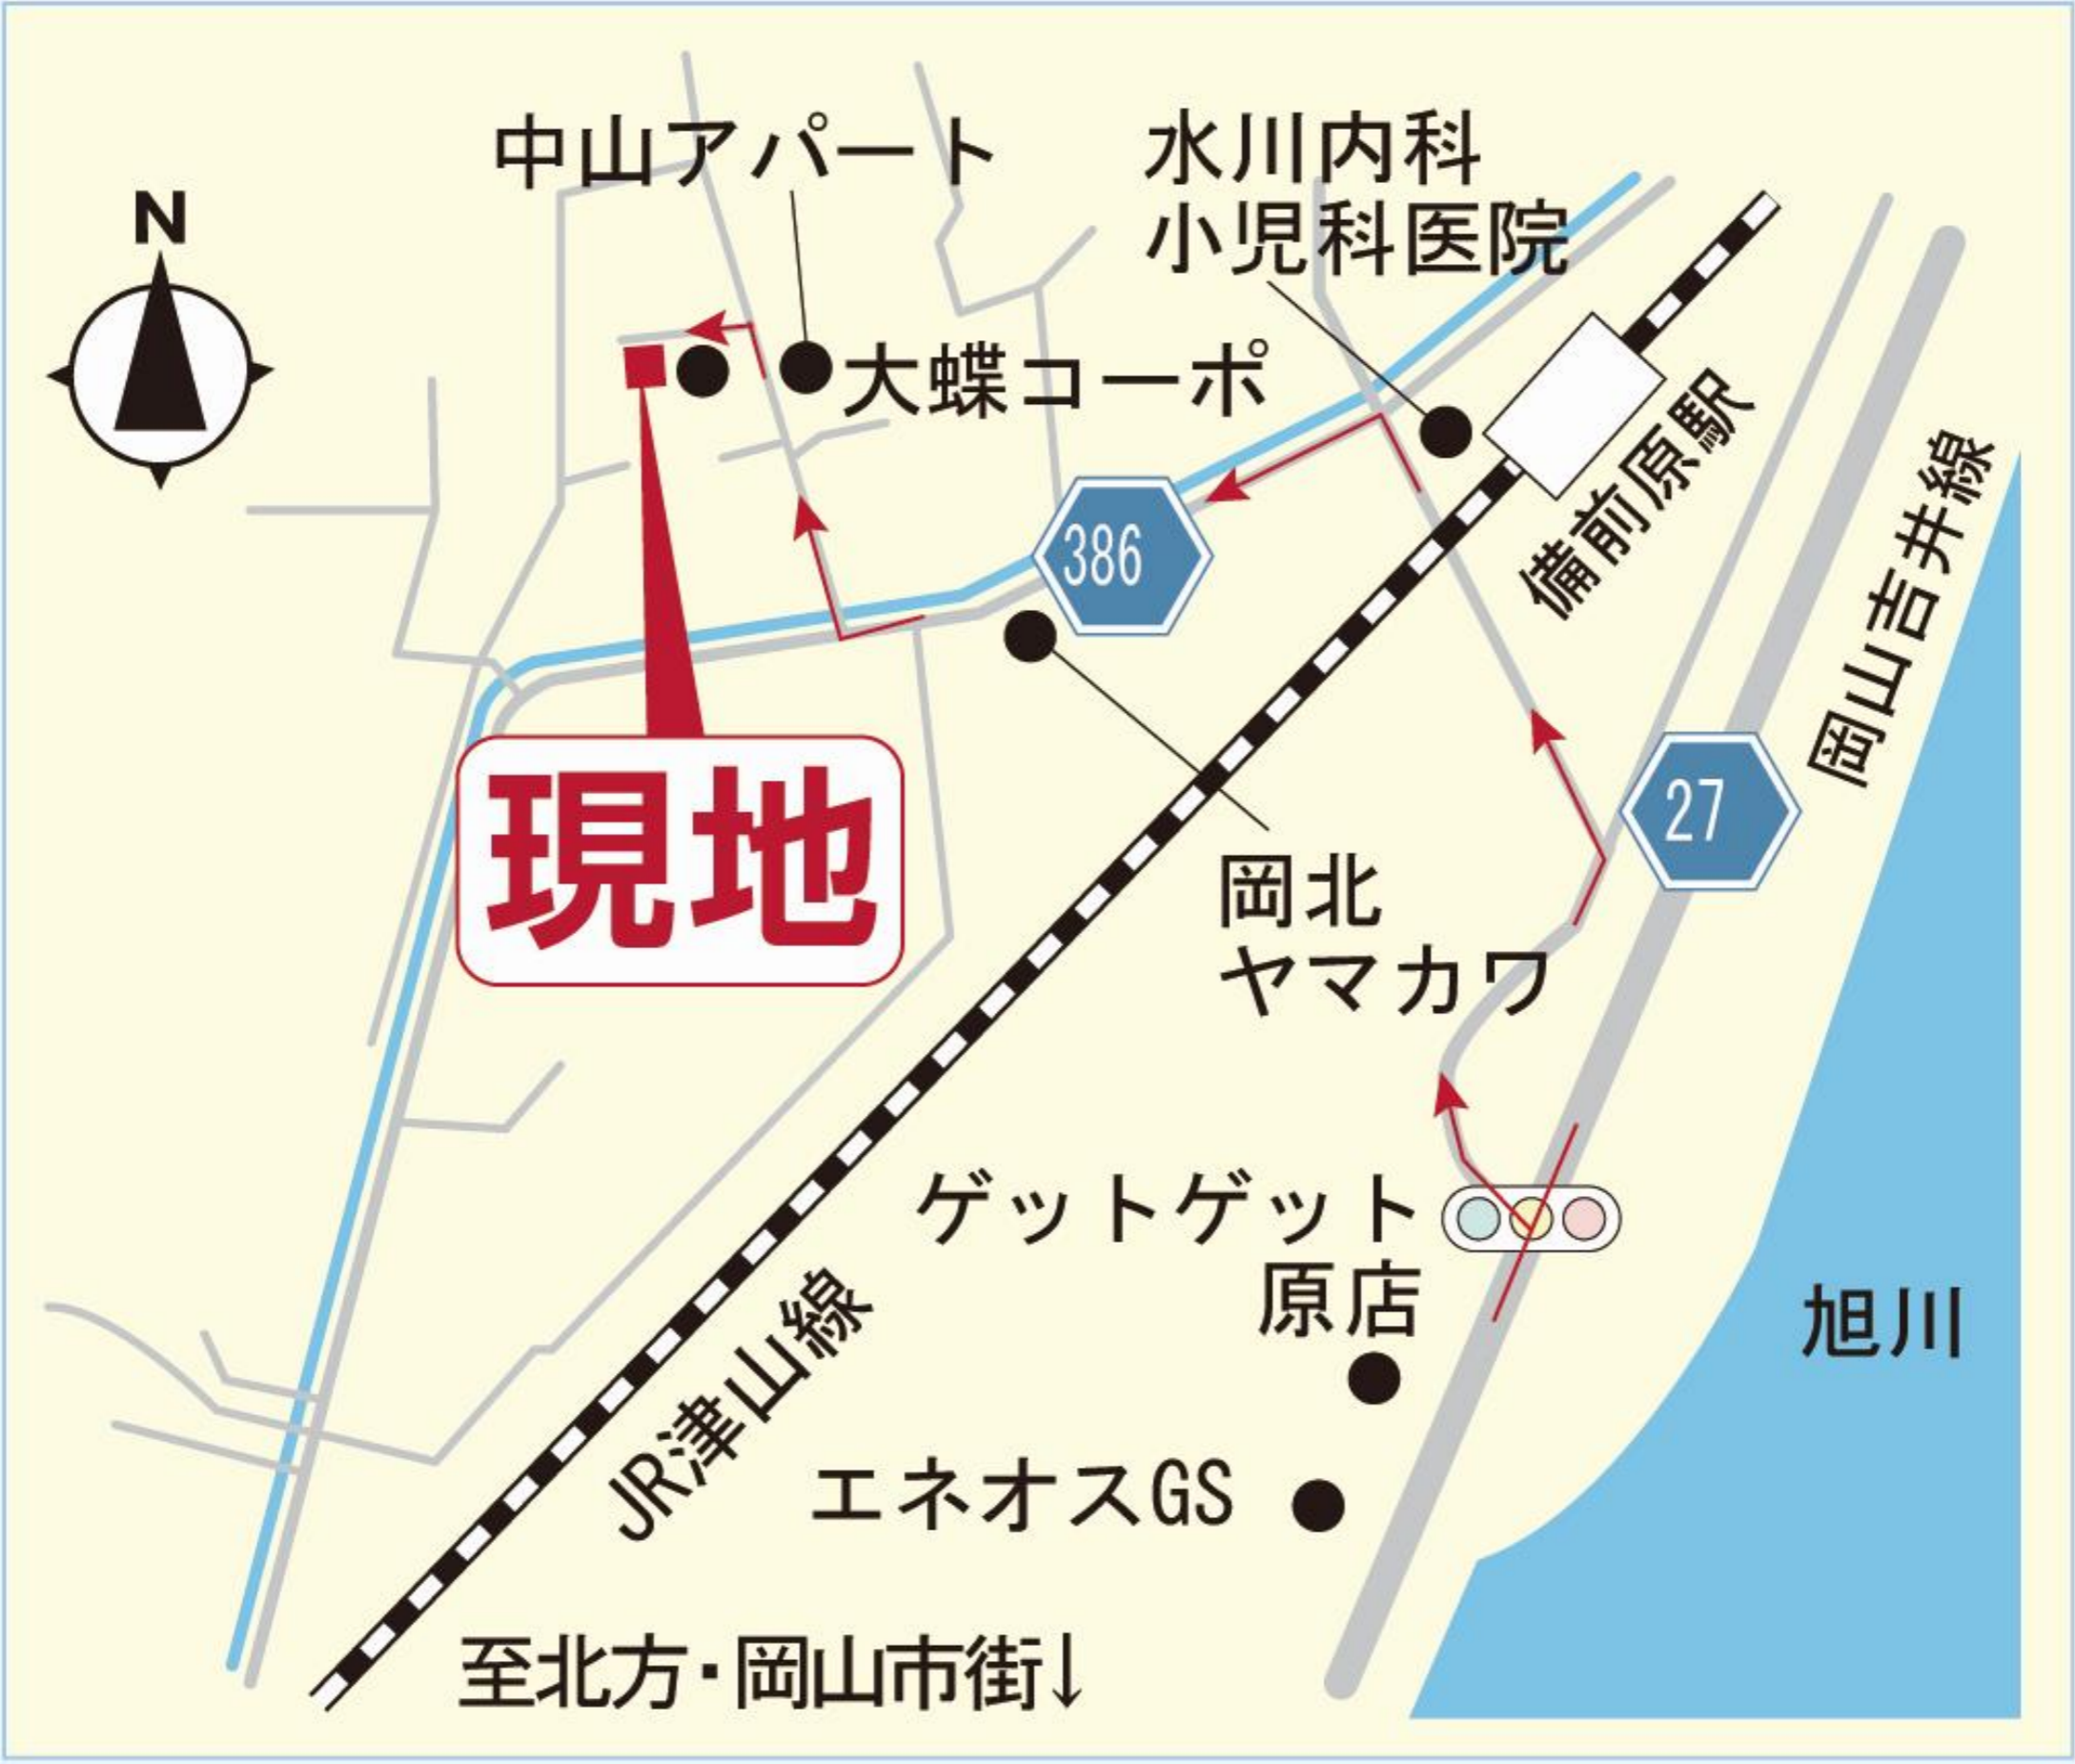 中山アパート
水川内科
小児科医院
N
大蝶コーポ
備前原駅
岡山吉井線
386
27
現地
岡北
ヤマカワ
ゲットゲット
原店
旭川
JR津山線
エネオスGS
至北方・岡山市街↓